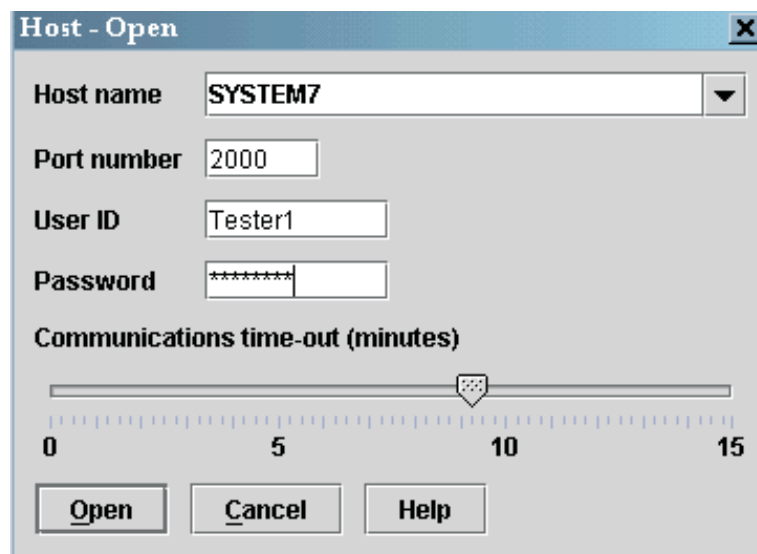 Host - Open
Host name SYSTEM7
Port number 2000
User ID Tester1
Password ********
Communications time-out (minutes)
0 5 10 15
Open Cancel Help